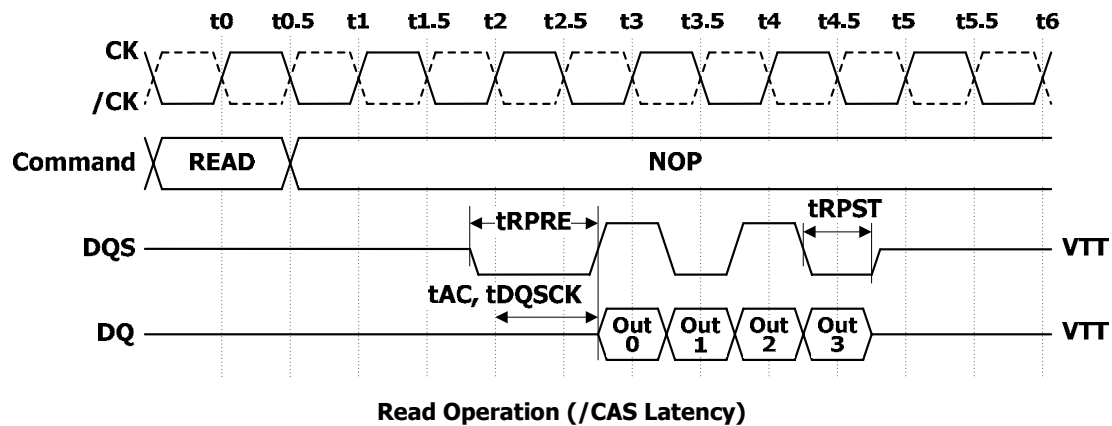 t0 t0.5 t1 t1.5 t2 t2.5 t3 t3.5 t4 t4.5 t5 t5.5 t6
CK
/CK
Command READ NOP
tRPRE tRPST
DQS VTT
tAC, tDQSCK
DQ Out 0 Out 1 Out 2 Out 3 VTT
Read Operation (/CAS Latency)